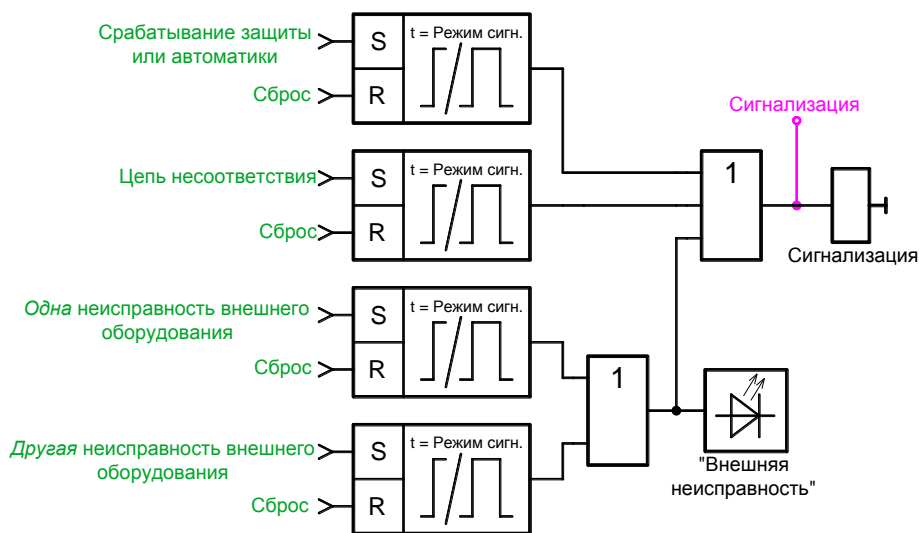 Срабатывание защиты
или автоматики
S
t = Режим сигн.
Сброс
R
Цепь несоответствия
S
t = Режим сигн.
Сброс
R
1
Сигнализация
Сигнализация
Одна неисправность внешнего
оборудования
S
t = Режим сигн.
Сброс
R
Другая неисправность внешнего
оборудования
S
t = Режим сигн.
Сброс
R
1
"Внешняя
неисправность"